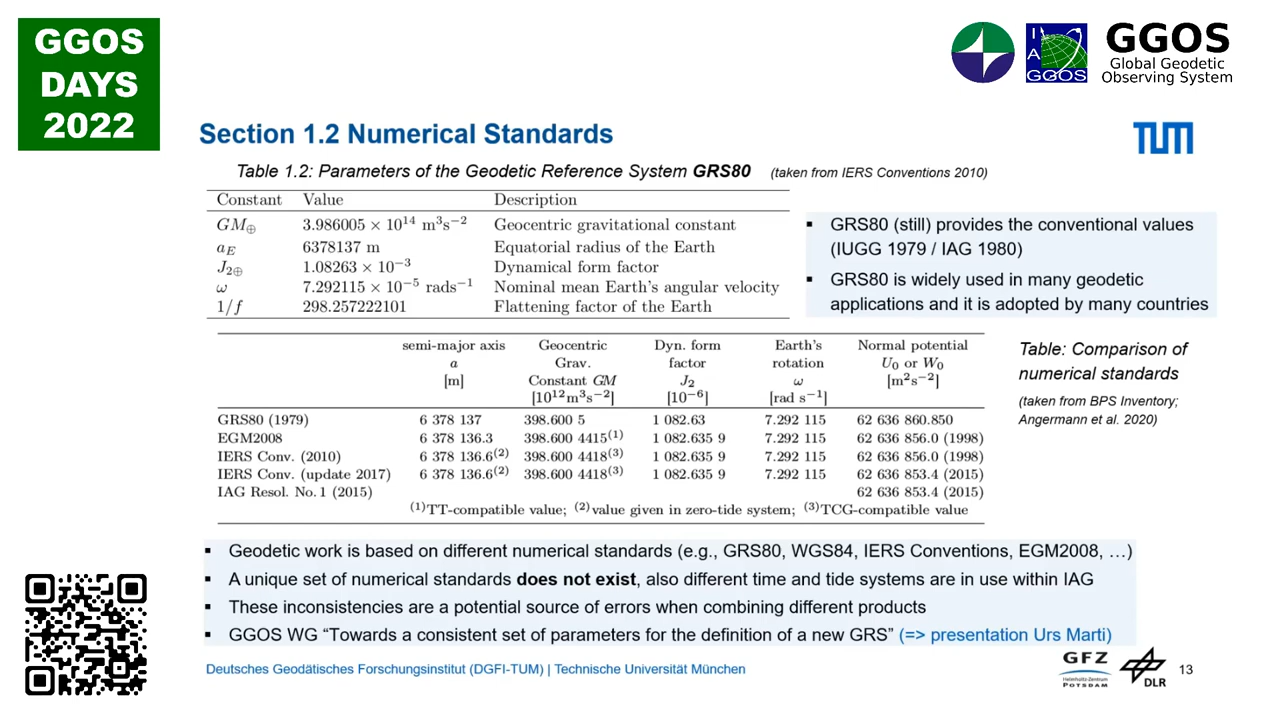 GGOS
DAYS
2022
I
A
G
GGOS
GGOS
Global Geodetic
Observing System
Section 1.2 Numerical Standards
TUM
Table 1.2: Parameters of the Geodetic Reference System GRS80 (taken from IERS Conventions 2010)
Constant Value Description
GM⊕ 3.986005 × 10¹⁴ m³s⁻² Geocentric gravitational constant
a_E 6378137 m Equatorial radius of the Earth
J₂⊕ 1.08263 × 10⁻³ Dynamical form factor
ω 7.292115 × 10⁻⁵ rads⁻¹ Nominal mean Earth's angular velocity
1/f 298.257222101 Flattening factor of the Earth
▪ GRS80 (still) provides the conventional values
(IUGG 1979 / IAG 1980)
▪ GRS80 is widely used in many geodetic
applications and it is adopted by many countries
semi-major axis Geocentric Dyn. form Earth's Normal potential
a Grav. factor rotation U₀ or W₀
[m] Constant GM J₂ ω [m²s⁻²]
[10¹²m³s⁻²] [10⁻⁶] [rad s⁻¹]
GRS80 (1979) 6 378 137 398.600 5 1 082.63 7.292 115 62 636 860.850
EGM2008 6 378 136.3 398.600 4415⁽¹⁾ 1 082.635 9 7.292 115 62 636 856.0 (1998)
IERS Conv. (2010) 6 378 136.6⁽²⁾ 398.600 4418⁽³⁾ 1 082.635 9 7.292 115 62 636 856.0 (1998)
IERS Conv. (update 2017) 6 378 136.6⁽²⁾ 398.600 4418⁽³⁾ 1 082.635 9 7.292 115 62 636 853.4 (2015)
IAG Resol. No. 1 (2015) 62 636 853.4 (2015)
⁽¹⁾TT-compatible value; ⁽²⁾value given in zero-tide system; ⁽³⁾TCG-compatible value
Table: Comparison of
numerical standards
(taken from BPS Inventory;
Angermann et al. 2020)
▪ Geodetic work is based on different numerical standards (e.g., GRS80, WGS84, IERS Conventions, EGM2008, …)
▪ A unique set of numerical standards does not exist, also different time and tide systems are in use within IAG
▪ These inconsistencies are a potential source of errors when combining different products
▪ GGOS WG “Towards a consistent set of parameters for the definition of a new GRS” (=> presentation Urs Marti)
Deutsches Geodätisches Forschungsinstitut (DGFI-TUM) | Technische Universität München
GFZ
Helmholtz-Zentrum
POTSDAM
DLR
13